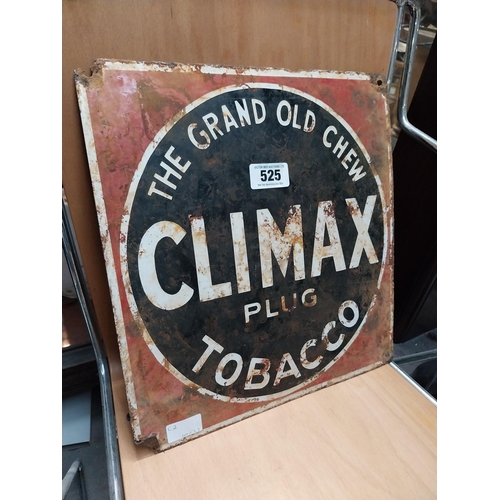 THE GRAND OLD CHEW
525
CLIMAX
PLUG
TOBACCO